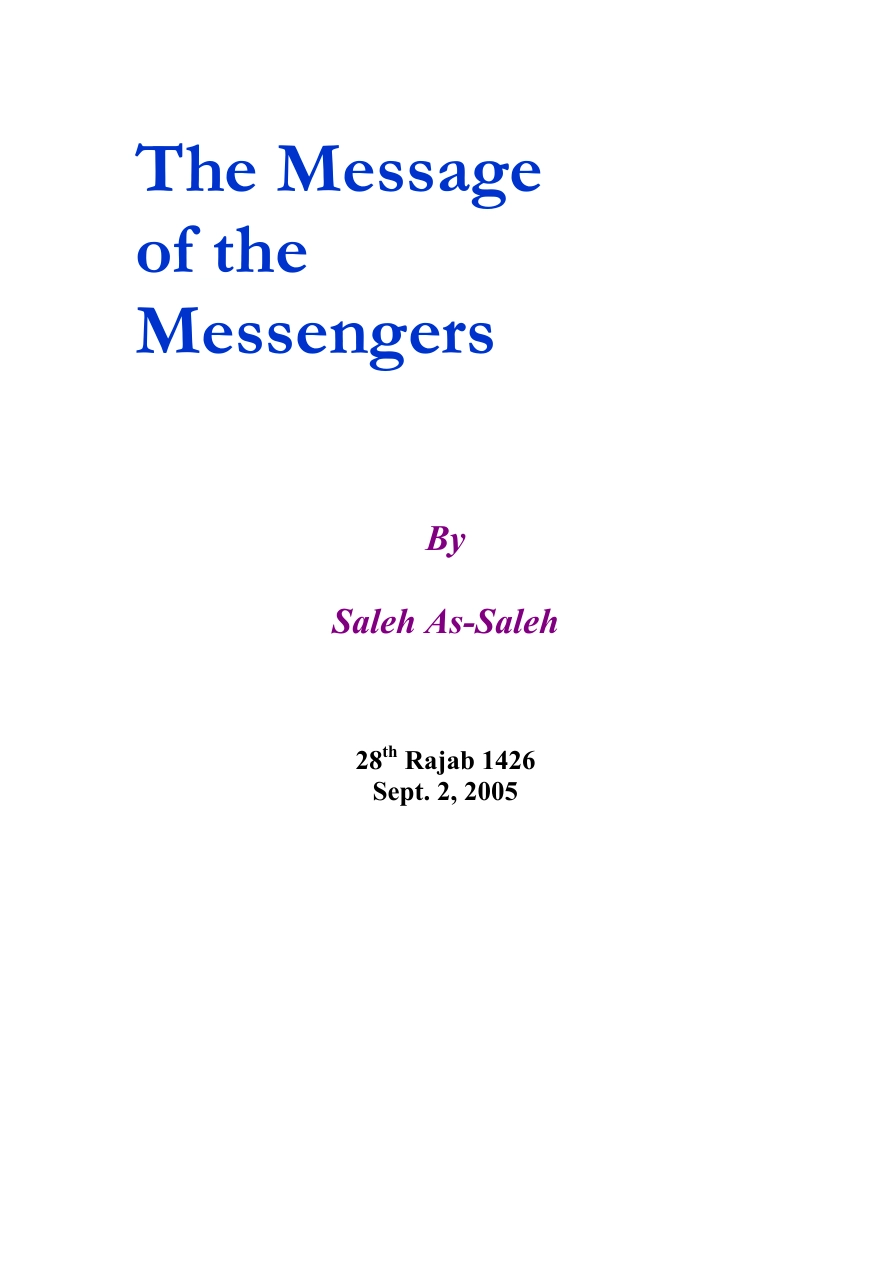 The Message
of the
Messengers
By
Saleh As-Saleh
28th Rajab 1426
Sept. 2, 2005